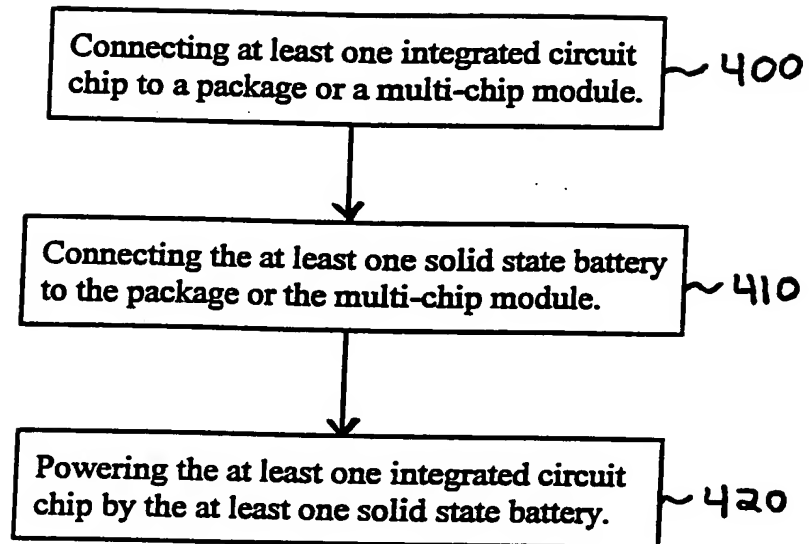 Connecting at least one integrated circuit
chip to a package or a multi-chip module.
400
Connecting the at least one solid state battery
to the package or the multi-chip module.
410
Powering the at least one integrated circuit
chip by the at least one solid state battery.
420